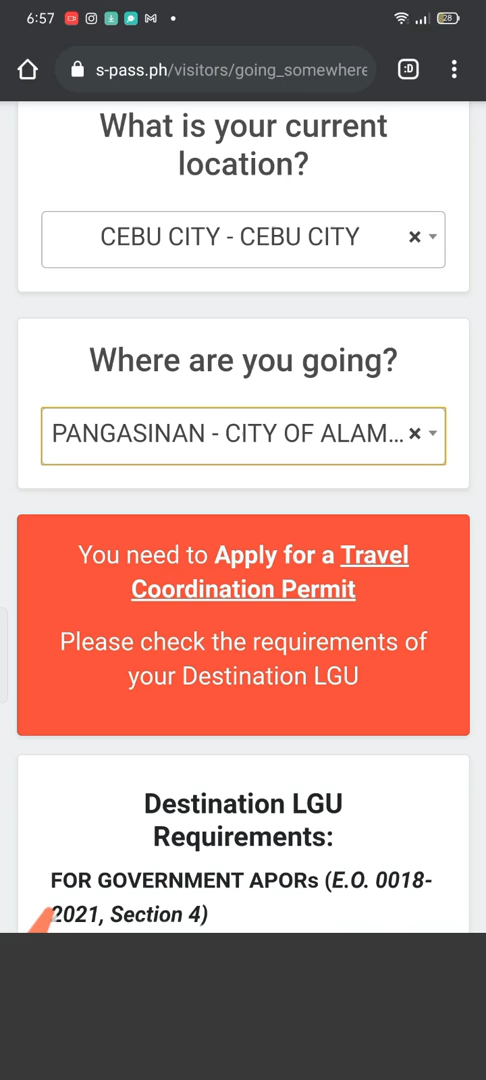 6:57
28
s-pass.ph/visitors/going_somewhere
:D
What is your current
location?
CEBU CITY - CEBU CITY
Where are you going?
PANGASINAN - CITY OF ALAM...
You need to Apply for a Travel
Coordination Permit
Please check the requirements of
your Destination LGU
Destination LGU
Requirements:
FOR GOVERNMENT APORs (E.O. 0018-
2021, Section 4)